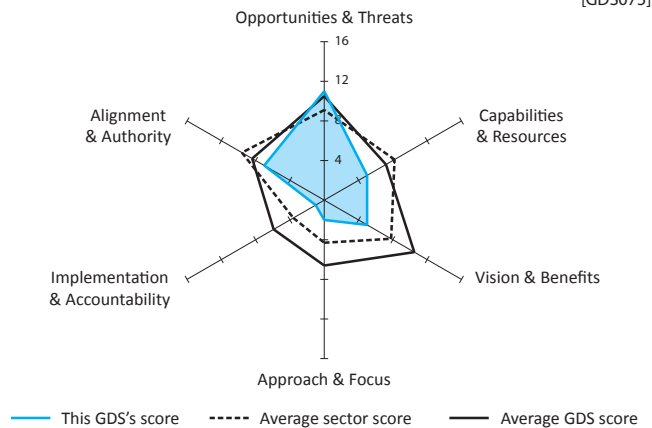 [GDS075]
Opportunities & Threats
16
12
8
4
Alignment
& Authority
Capabilities
& Resources
Implementation
& Accountability
Vision & Benefits
Approach & Focus
This GDS's score
Average sector score
Average GDS score